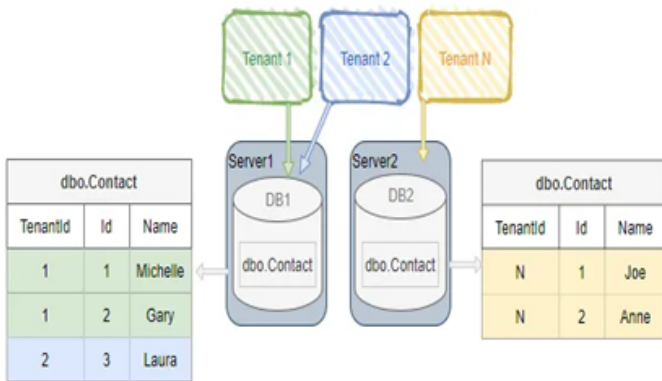 Tenant 1
Tenant 2
Tenant N
Server1
Server2
DB1
DB2
dbo.Contact
dbo.Contact
dbo.Contact
TenantId Id Name
1 1 Michelle
1 2 Gary
2 3 Laura
dbo.Contact
TenantId Id Name
N 1 Joe
N 2 Anne